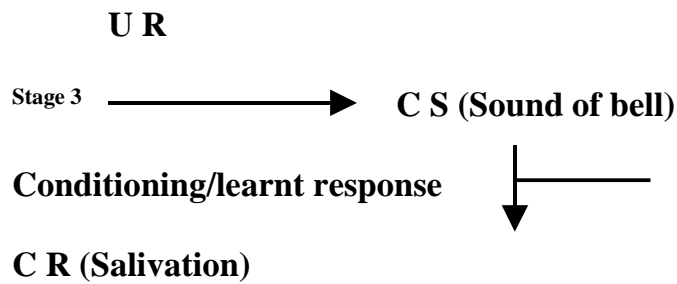 U R
Stage 3 C S (Sound of bell)
Conditioning/learnt response
C R (Salivation)